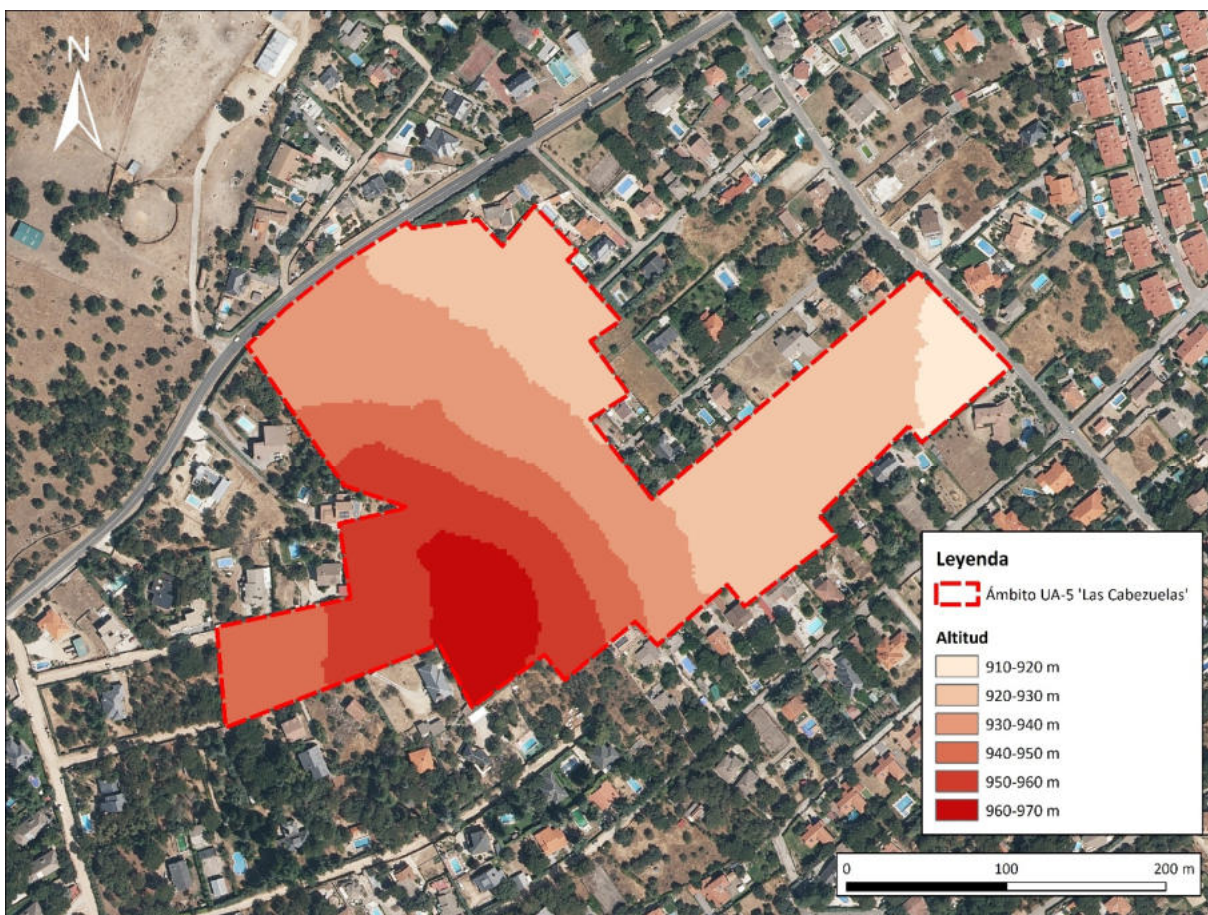 N
Leyenda
Ámbito UA-5 'Las Cabezuelas'
Altitud
910-920 m
920-930 m
930-940 m
940-950 m
950-960 m
960-970 m
0 100 200 m